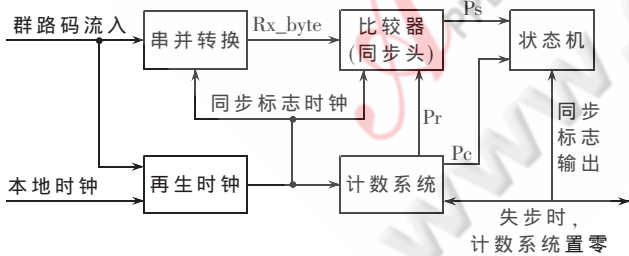 群路码流入
串并转换
Rx_byte
比较器
(同步头)
Ps
状态机
同步标志时钟
Pr
Pc
同步
标志
输出
本地时钟
再生时钟
计数系统
失步时,
计数系统置零